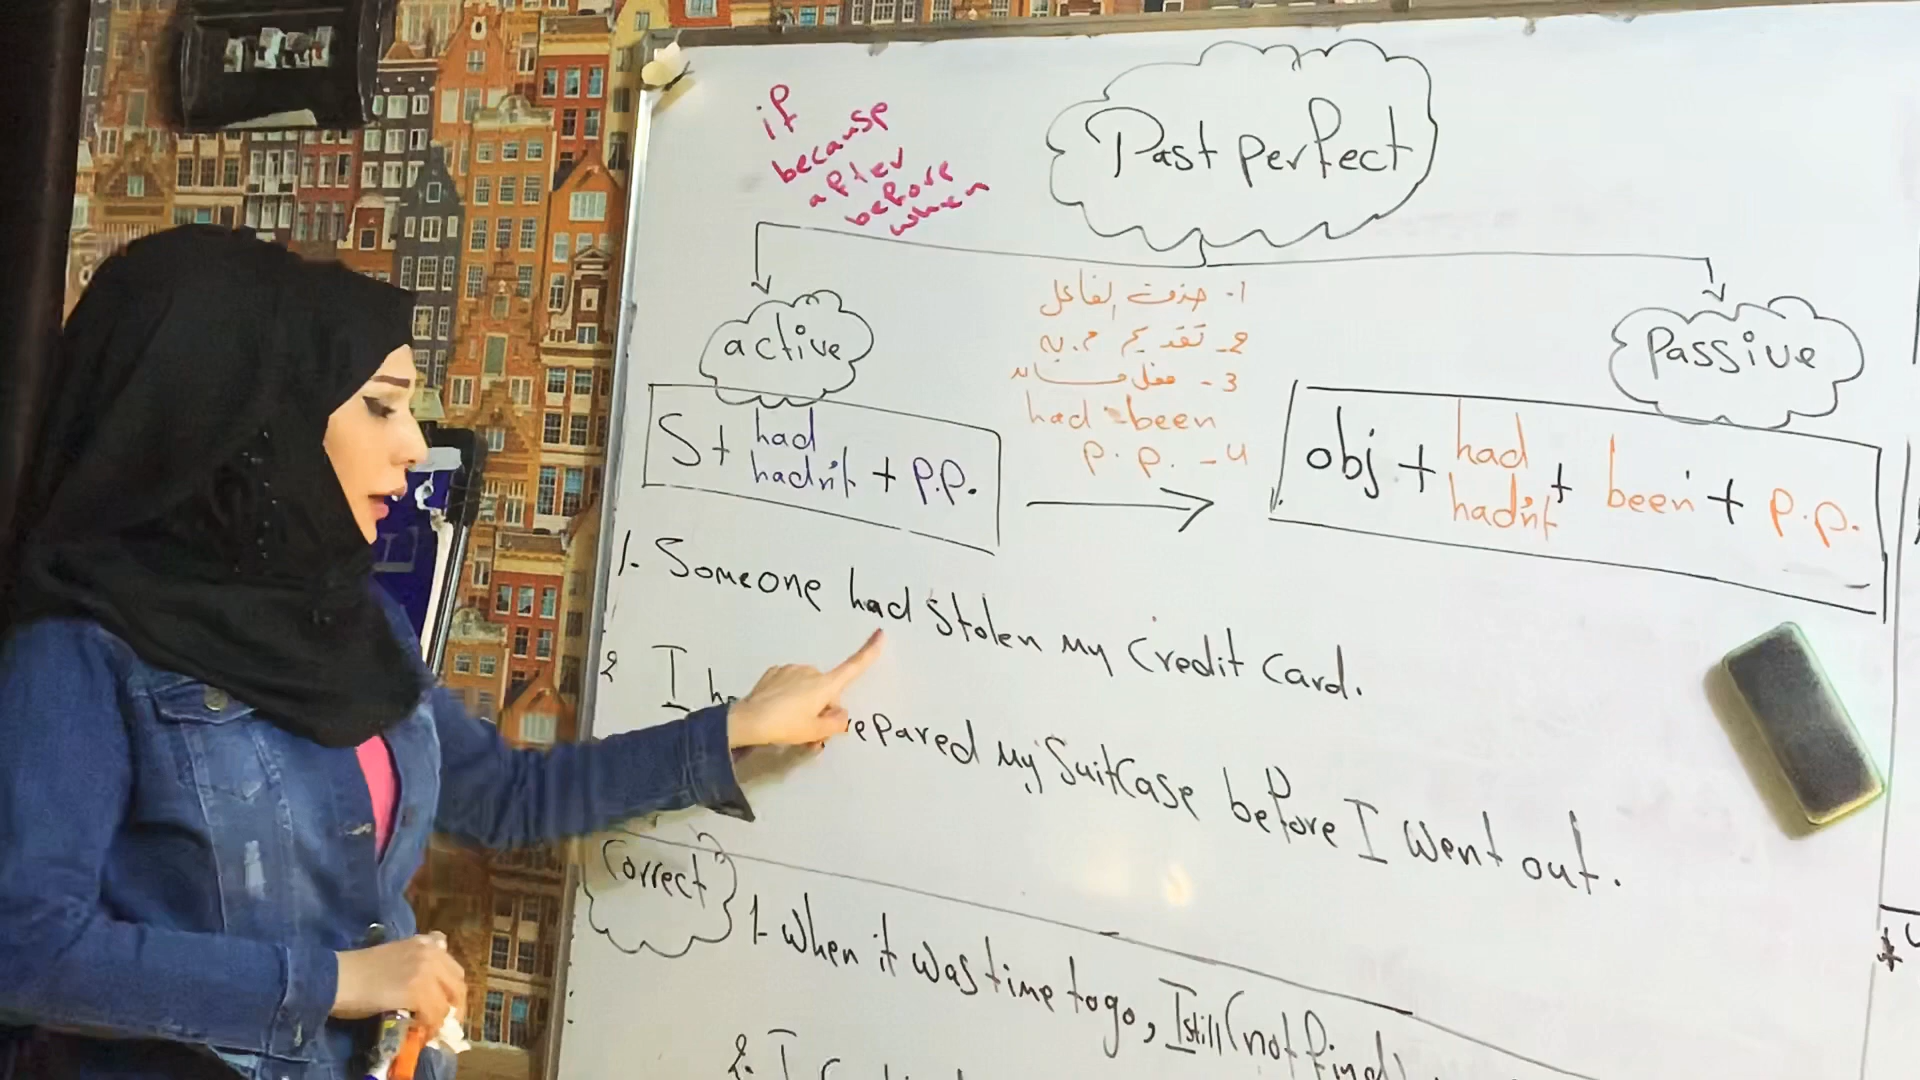 if
because
after
before
when
Past perfect
active
1- حذف الفاعل
2- تقديم م.به
3- فعل مساند
had been
4- p.p.
Passive
S + had hadn't + p.p.
obj + had hadn't + been + p.p.
1. Someone had stolen my credit card.
2 I prepared my suitcase before I went out.
Correct
1- When it was time to go, I still (not find)
2. I